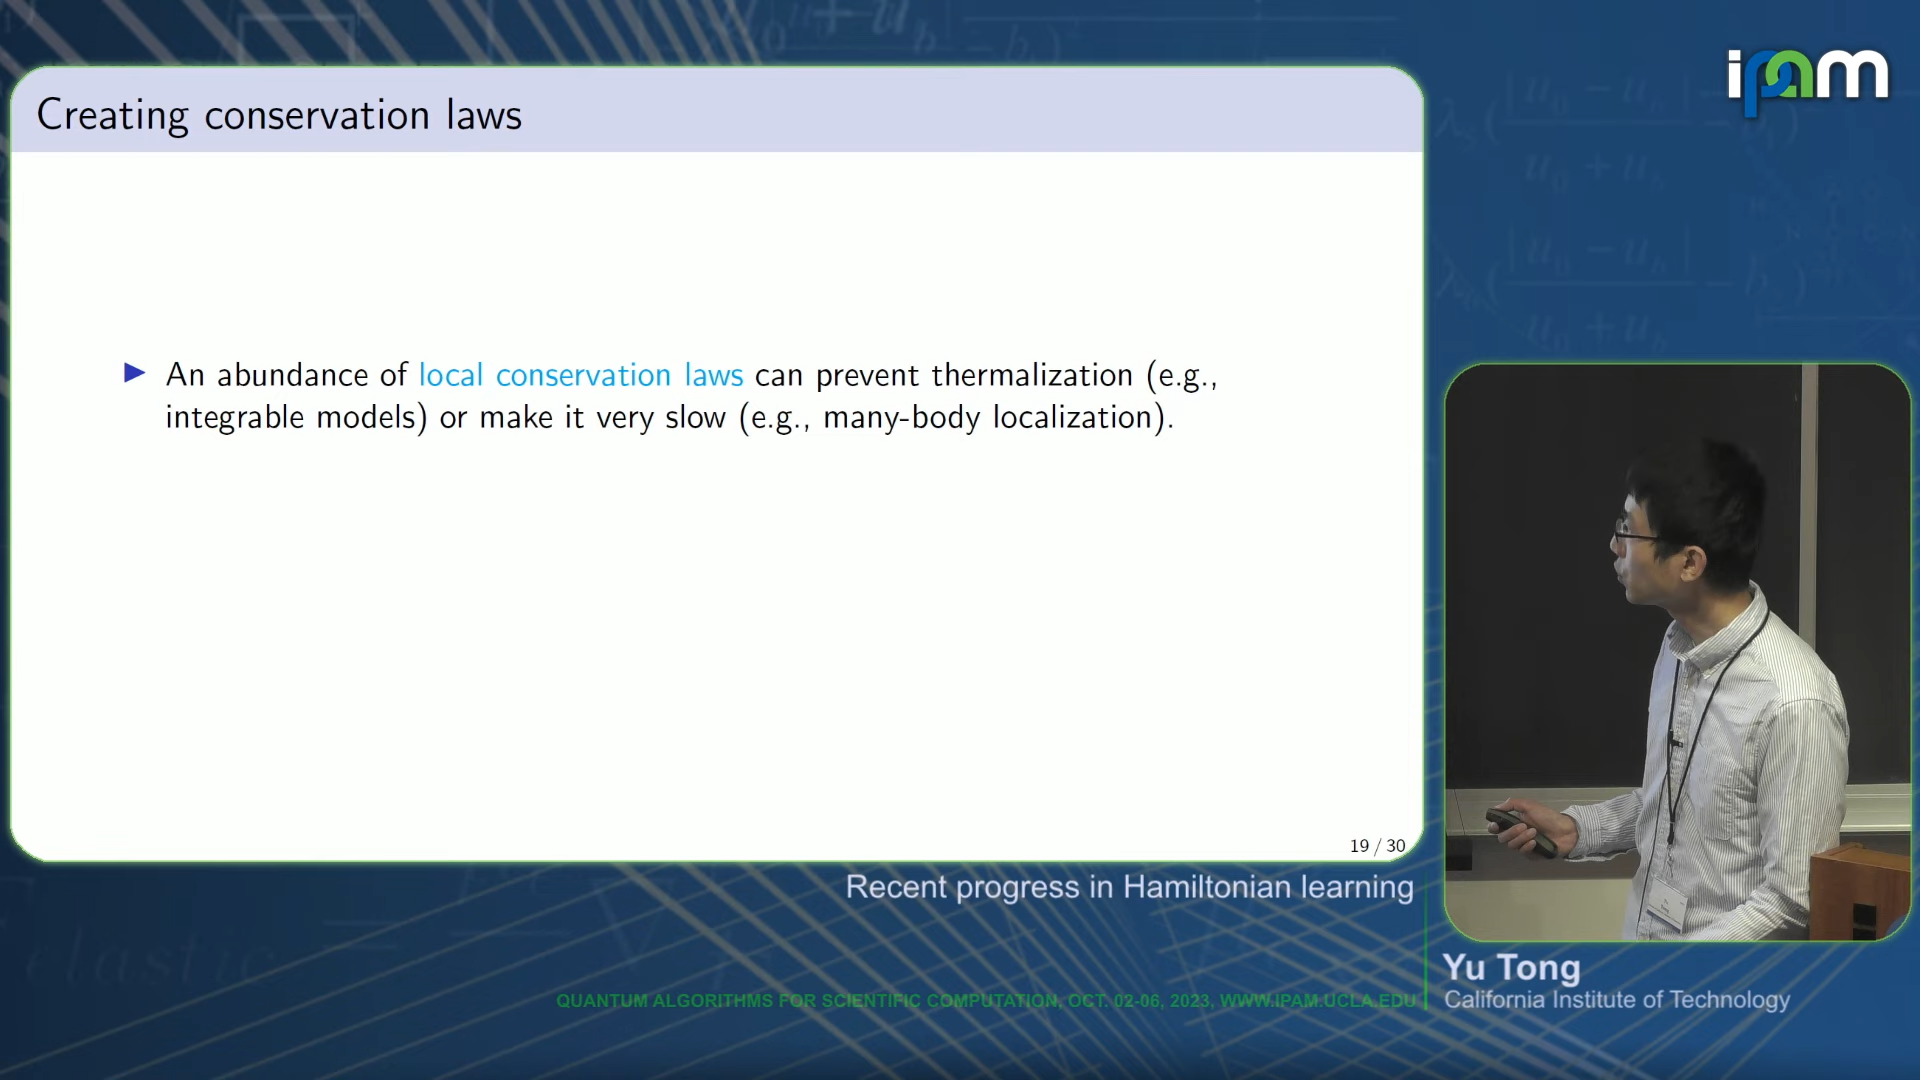 ipam
Creating conservation laws
▶ An abundance of local conservation laws can prevent thermalization (e.g.,
integrable models) or make it very slow (e.g., many-body localization).
19 / 30
Recent progress in Hamiltonian learning
Yu Tong
California Institute of Technology
QUANTUM ALGORITHMS FOR SCIENTIFIC COMPUTATION, OCT. 02-06, 2023, WWW.IPAM.UCLA.EDU
elastic